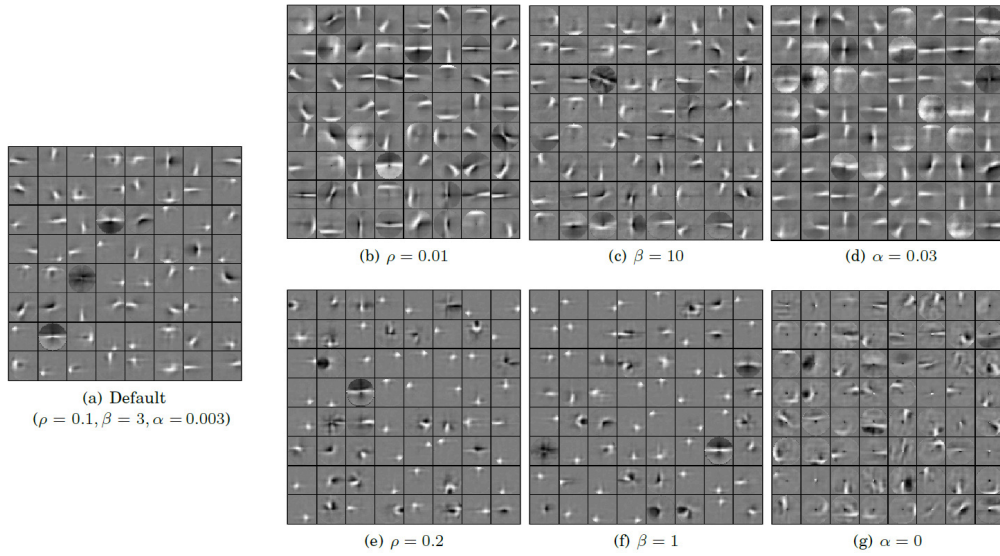 (b) ρ = 0.01
(c) β = 10
(d) α = 0.03
(a) Default
(ρ = 0.1, β = 3, α = 0.003)
(e) ρ = 0.2
(f) β = 1
(g) α = 0